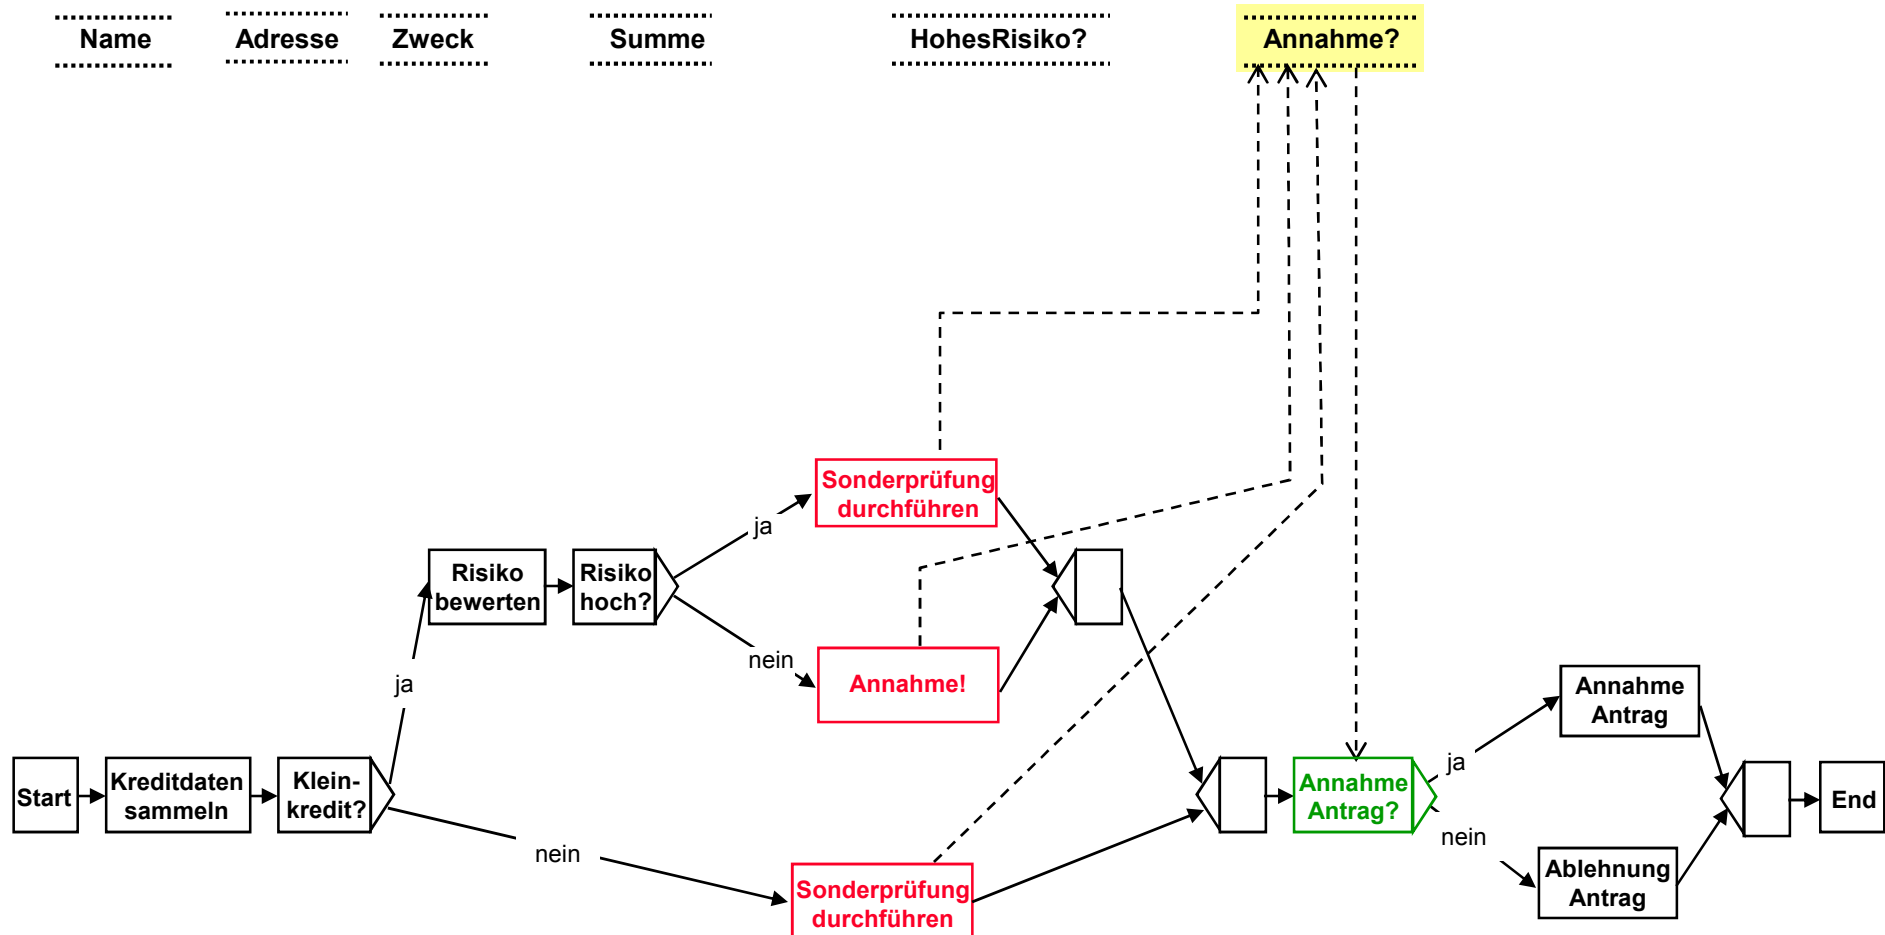 Name
Adresse
Zweck
Summe
HohesRisiko?
Annahme?
Sonderprüfung
durchführen
ja
Risiko
bewerten
Risiko
hoch?
nein
Annahme!
ja
Annahme
Antrag
Start
Kreditdaten
sammeln
Klein-
kredit?
Annahme
Antrag?
ja
End
nein
nein
Sonderprüfung
durchführen
Ablehnung
Antrag